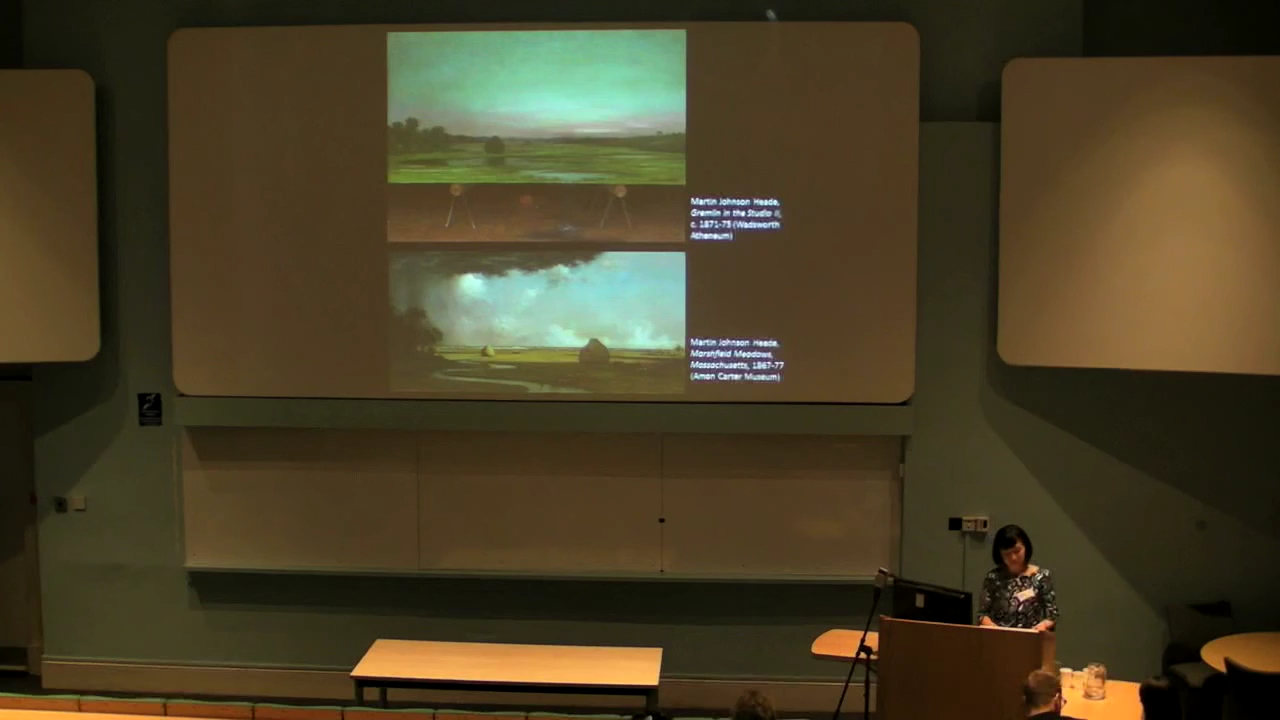 Martin Johnson Heade,
Gremlin in the Studio II,
c. 1871-75 (Wadsworth
Atheneum)
Martin Johnson Heade,
Marshfield Meadows,
Massachusetts, 1867-77
(Amon Carter Museum)